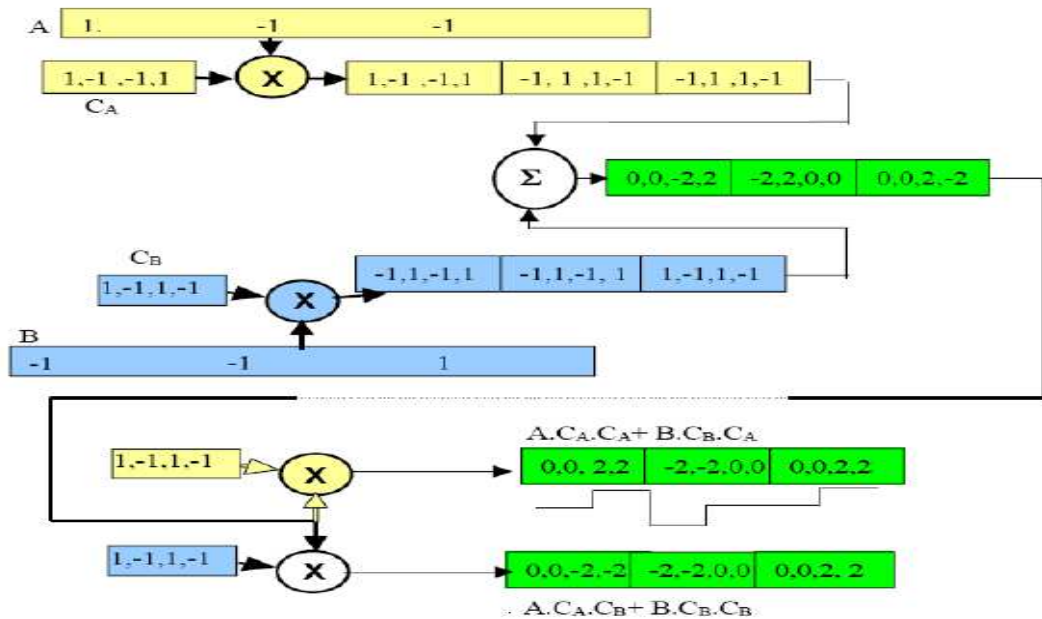 A 1. -1 -1
1,-1 ,-1,1 X 1,-1 ,-1,1 -1, 1 ,1,-1 -1,1 ,1,-1
CA
Σ 0,0,-2,2 -2,2,0,0 0,0,2,-2
CB
1,-1,1,-1 X -1,1,-1,1 -1,1,-1, 1 1,-1,1,-1
B
-1 -1 1
A.CA.CA+ B.CB.CA
1,-1,1,-1 X 0,0, 2,2 -2,-2,0,0 0,0,2,2
1,-1,1,-1 X 0,0,-2,-2 -2,-2,0,0 0,0,2, 2
. A.CA.CB+ B.CB.CB